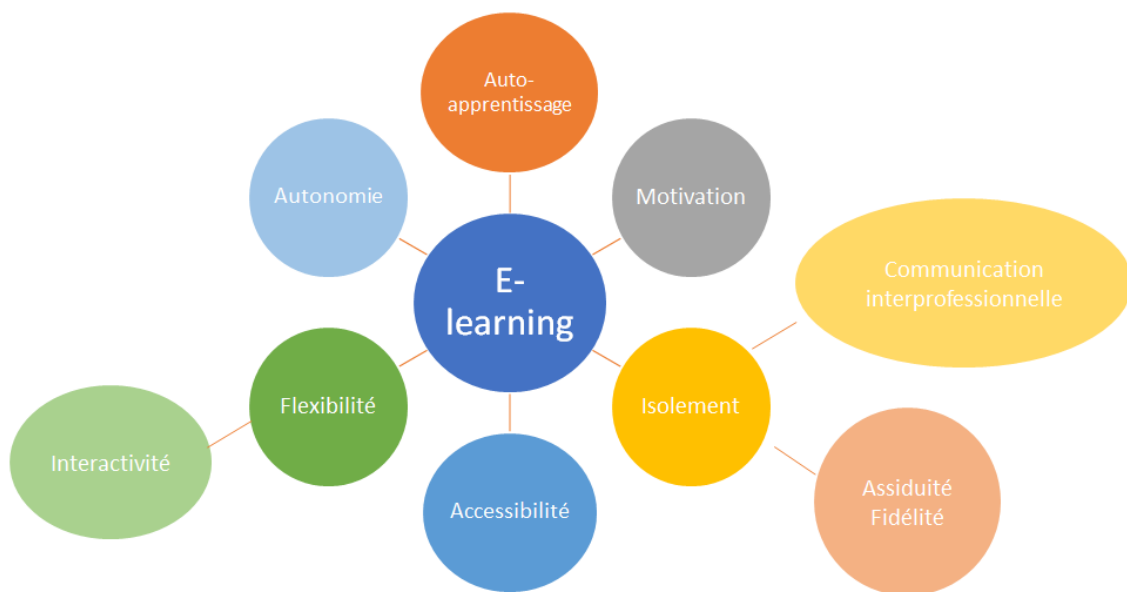 Auto-
apprentissage
Autonomie
Motivation
Communication
interprofessionnelle
E-
learning
Flexibilité
Isolement
Interactivité
Accessibilité
Assiduité
Fidélité